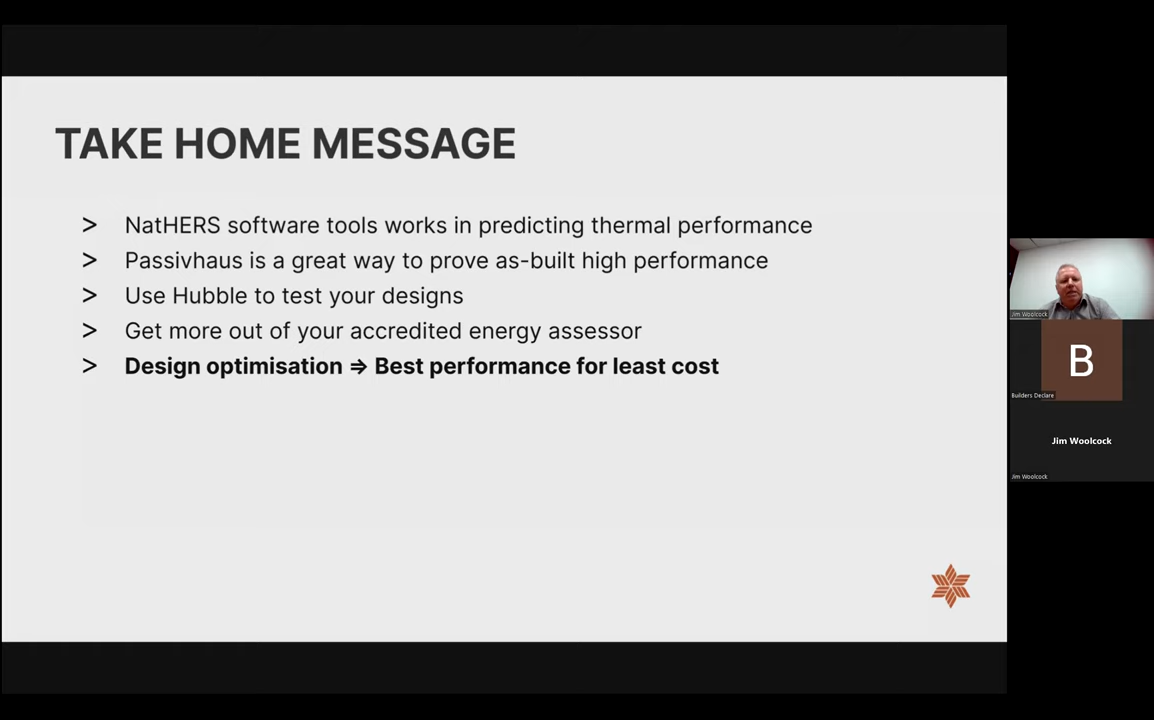 TAKE HOME MESSAGE
> NatHERS software tools works in predicting thermal performance
> Passivhaus is a great way to prove as-built high performance
> Use Hubble to test your designs
> Get more out of your accredited energy assessor
> Design optimisation ⇒ Best performance for least cost
Jim Woolcock
B
Builders Declare
Jim Woolcock
Jim Woolcock